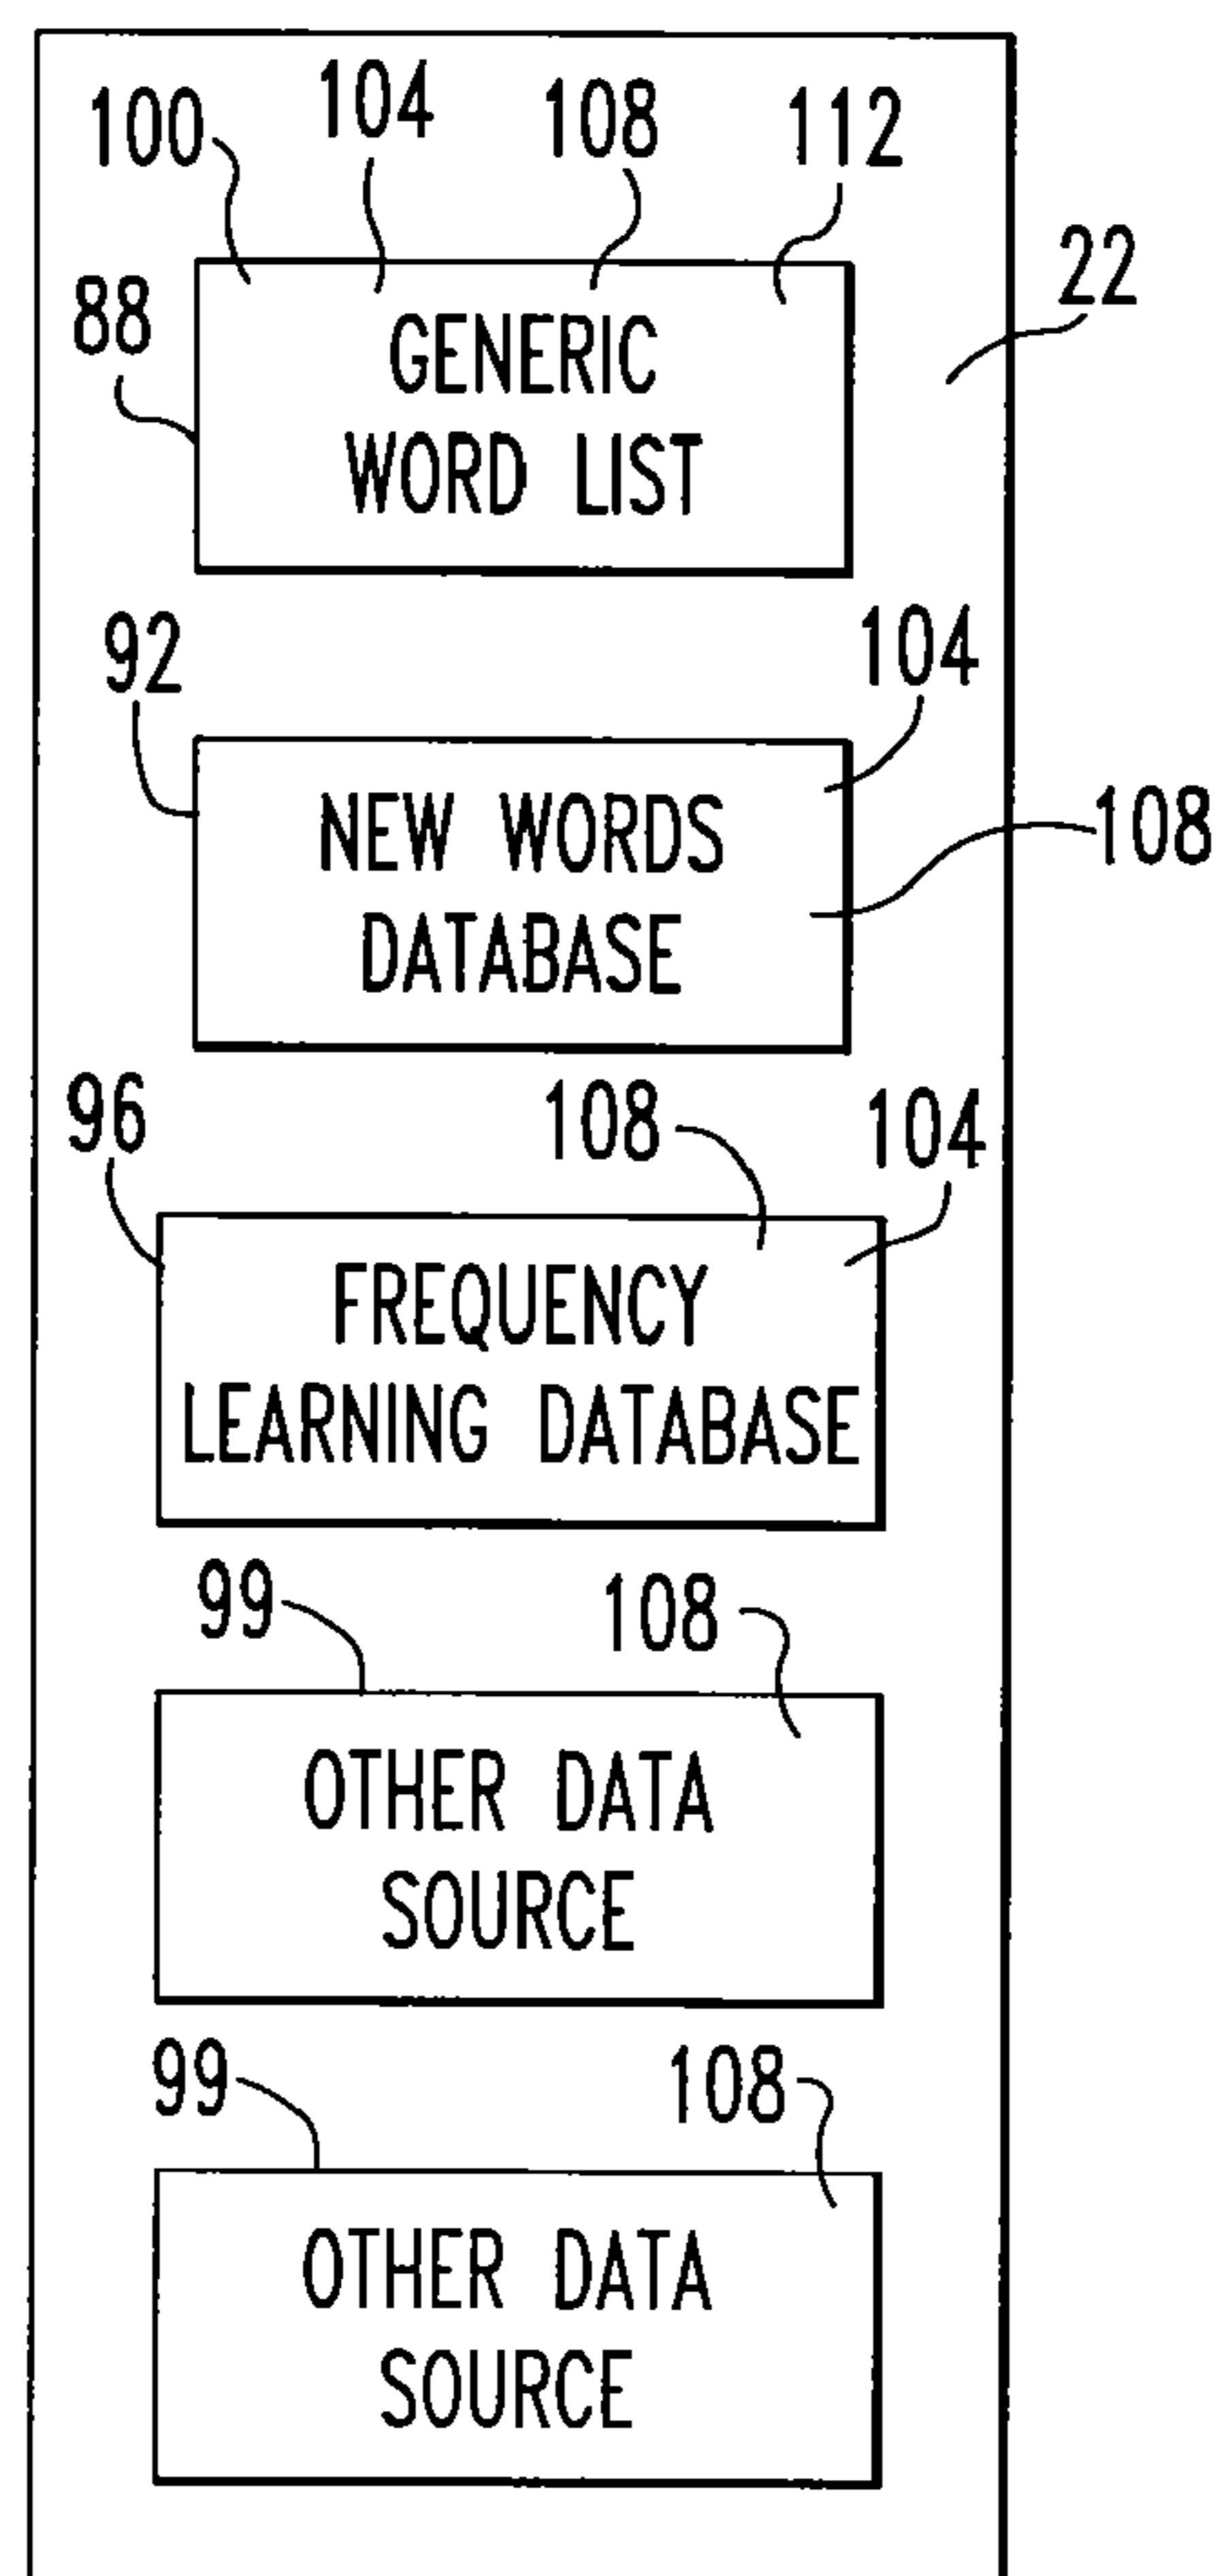 100 104 108 112
22
88
GENERIC
WORD LIST
92 104
108
NEW WORDS
DATABASE
96 108 104
FREQUENCY
LEARNING DATABASE
99 108
OTHER DATA
SOURCE
99 108
OTHER DATA
SOURCE